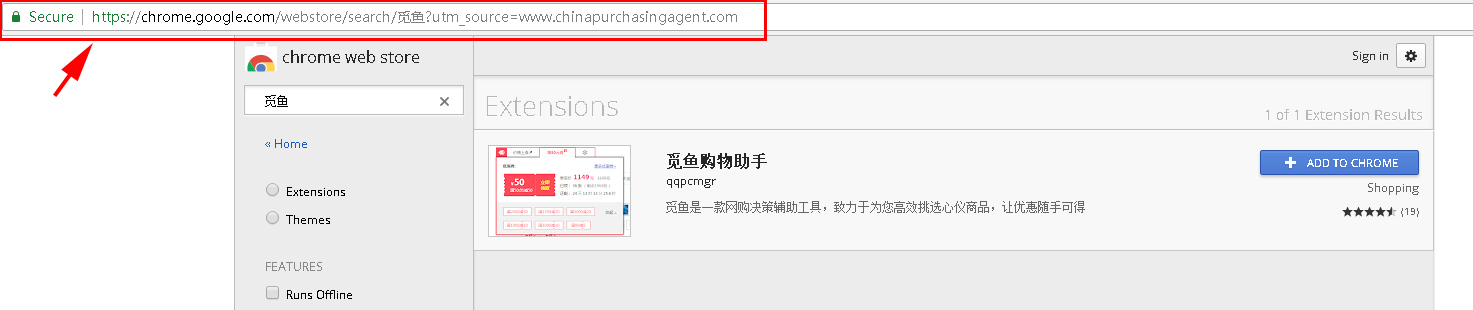 Secure
https://chrome.google.com/webstore/search/觅鱼?utm_source=www.chinapurchasingagent.com
chrome web store
Sign in
觅鱼
Extensions
1 of 1 Extension Results
« Home
Extensions
Themes
FEATURES
Runs Offline
¥50
1149
觅鱼购物助手
qqpcmgr
觅鱼是一款网购决策辅助工具，致力于为您高效挑选心仪商品，让优惠随手可得
ADD TO CHROME
Shopping
(19)